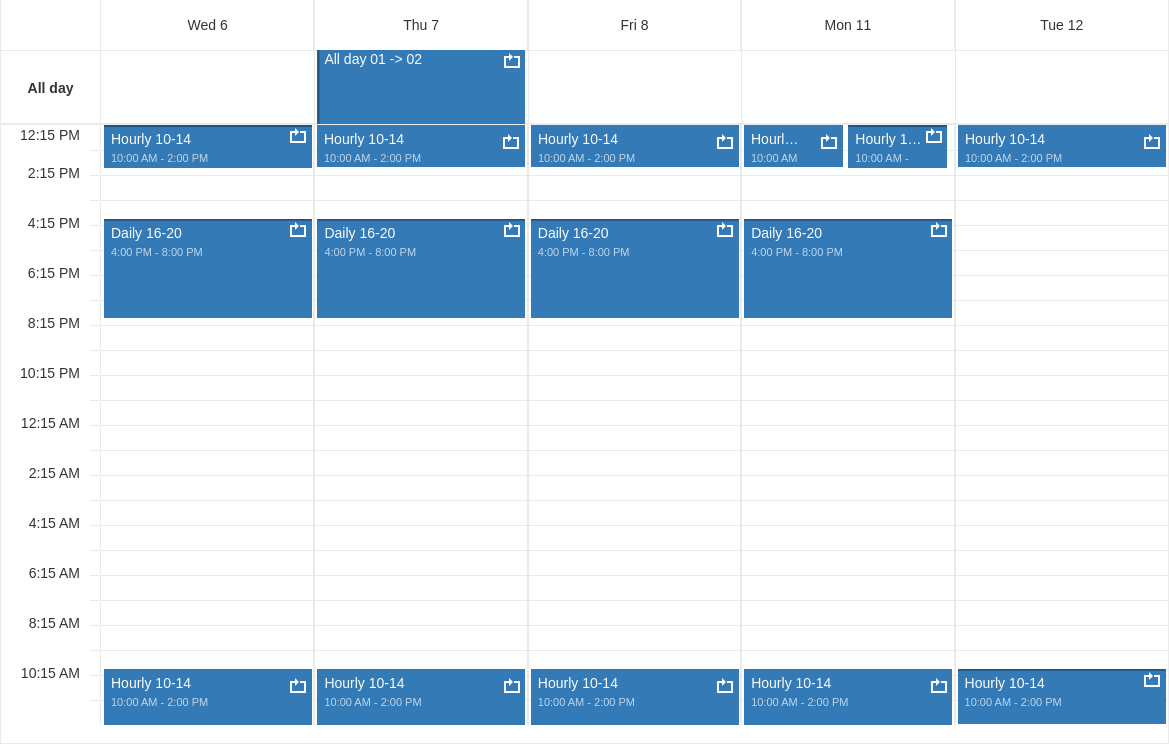 Wed 6 Thu 7 Fri 8 Mon 11 Tue 12
All day 01 -> 02
All day
12:15 PM
Hourly 10-14 Hourly 10-14 Hourly 10-14 Hourl… Hourly 1… Hourly 10-14
10:00 AM - 2:00 PM 10:00 AM - 2:00 PM 10:00 AM - 2:00 PM 10:00 AM 10:00 AM - 10:00 AM - 2:00 PM
2:15 PM
4:15 PM
Daily 16-20 Daily 16-20 Daily 16-20 Daily 16-20
4:00 PM - 8:00 PM 4:00 PM - 8:00 PM 4:00 PM - 8:00 PM 4:00 PM - 8:00 PM
6:15 PM
8:15 PM
10:15 PM
12:15 AM
2:15 AM
4:15 AM
6:15 AM
8:15 AM
10:15 AM
Hourly 10-14 Hourly 10-14 Hourly 10-14 Hourly 10-14 Hourly 10-14
10:00 AM - 2:00 PM 10:00 AM - 2:00 PM 10:00 AM - 2:00 PM 10:00 AM - 2:00 PM 10:00 AM - 2:00 PM